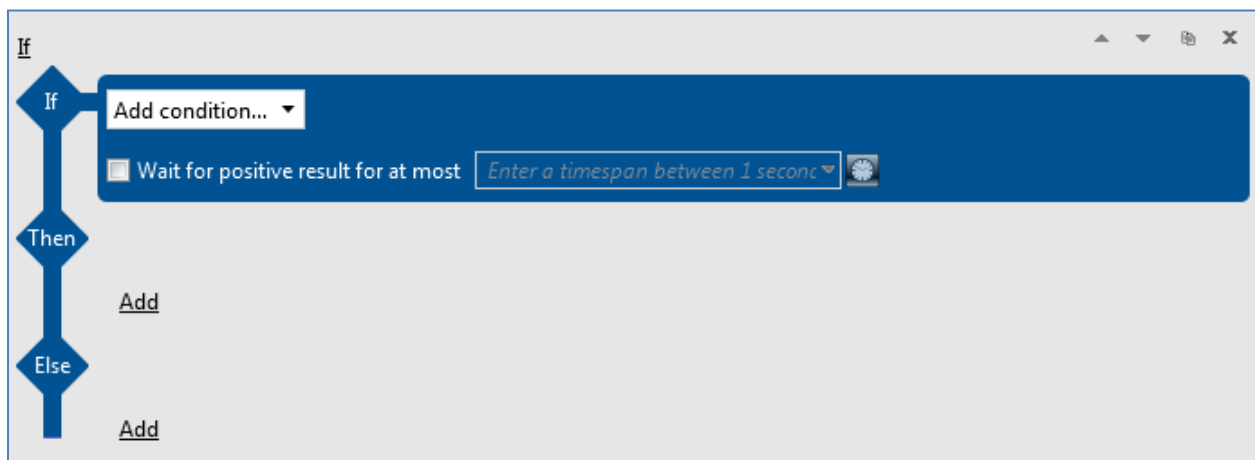 If
If
Add condition...
Wait for positive result for at most
Enter a timespan between 1 second
Then
Add
Else
Add